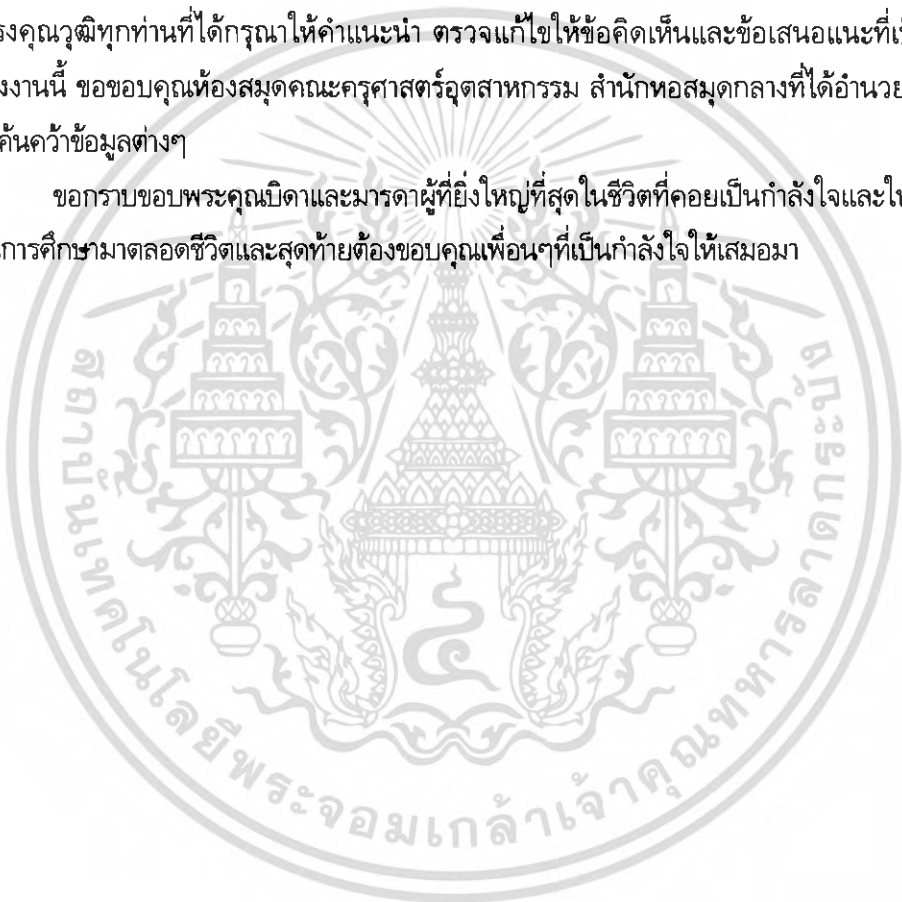 รงคุณวุฒิทุกท่านที่ได้กรุณาให้คำแนะนำ ตรวจแก้ไขให้ข้อคิดเห็นและข้อเสนอแนะที่เ
งงานนี้ ขอขอบคุณห้องสมุดคณะครุศาสตร์อุตสาหกรรม สำนักหอสมุดกลางที่ได้อำนวย
ค้นคว้าข้อมูลต่างๆ
ขอกราบขอบพระคุณบิดาและมารดาผู้ที่ยิ่งใหญ่ที่สุดในชีวิตที่คอยเป็นกำลังใจและใ
การศึกษามาตลอดชีวิตและสุดท้ายต้องขอบคุณเพื่อนๆที่เป็นกำลังใจให้เสมอมา
สถาบันเทคโนโลยีพระจอมเกล้าเจ้าคุณทหารลาดกระบัง
๔